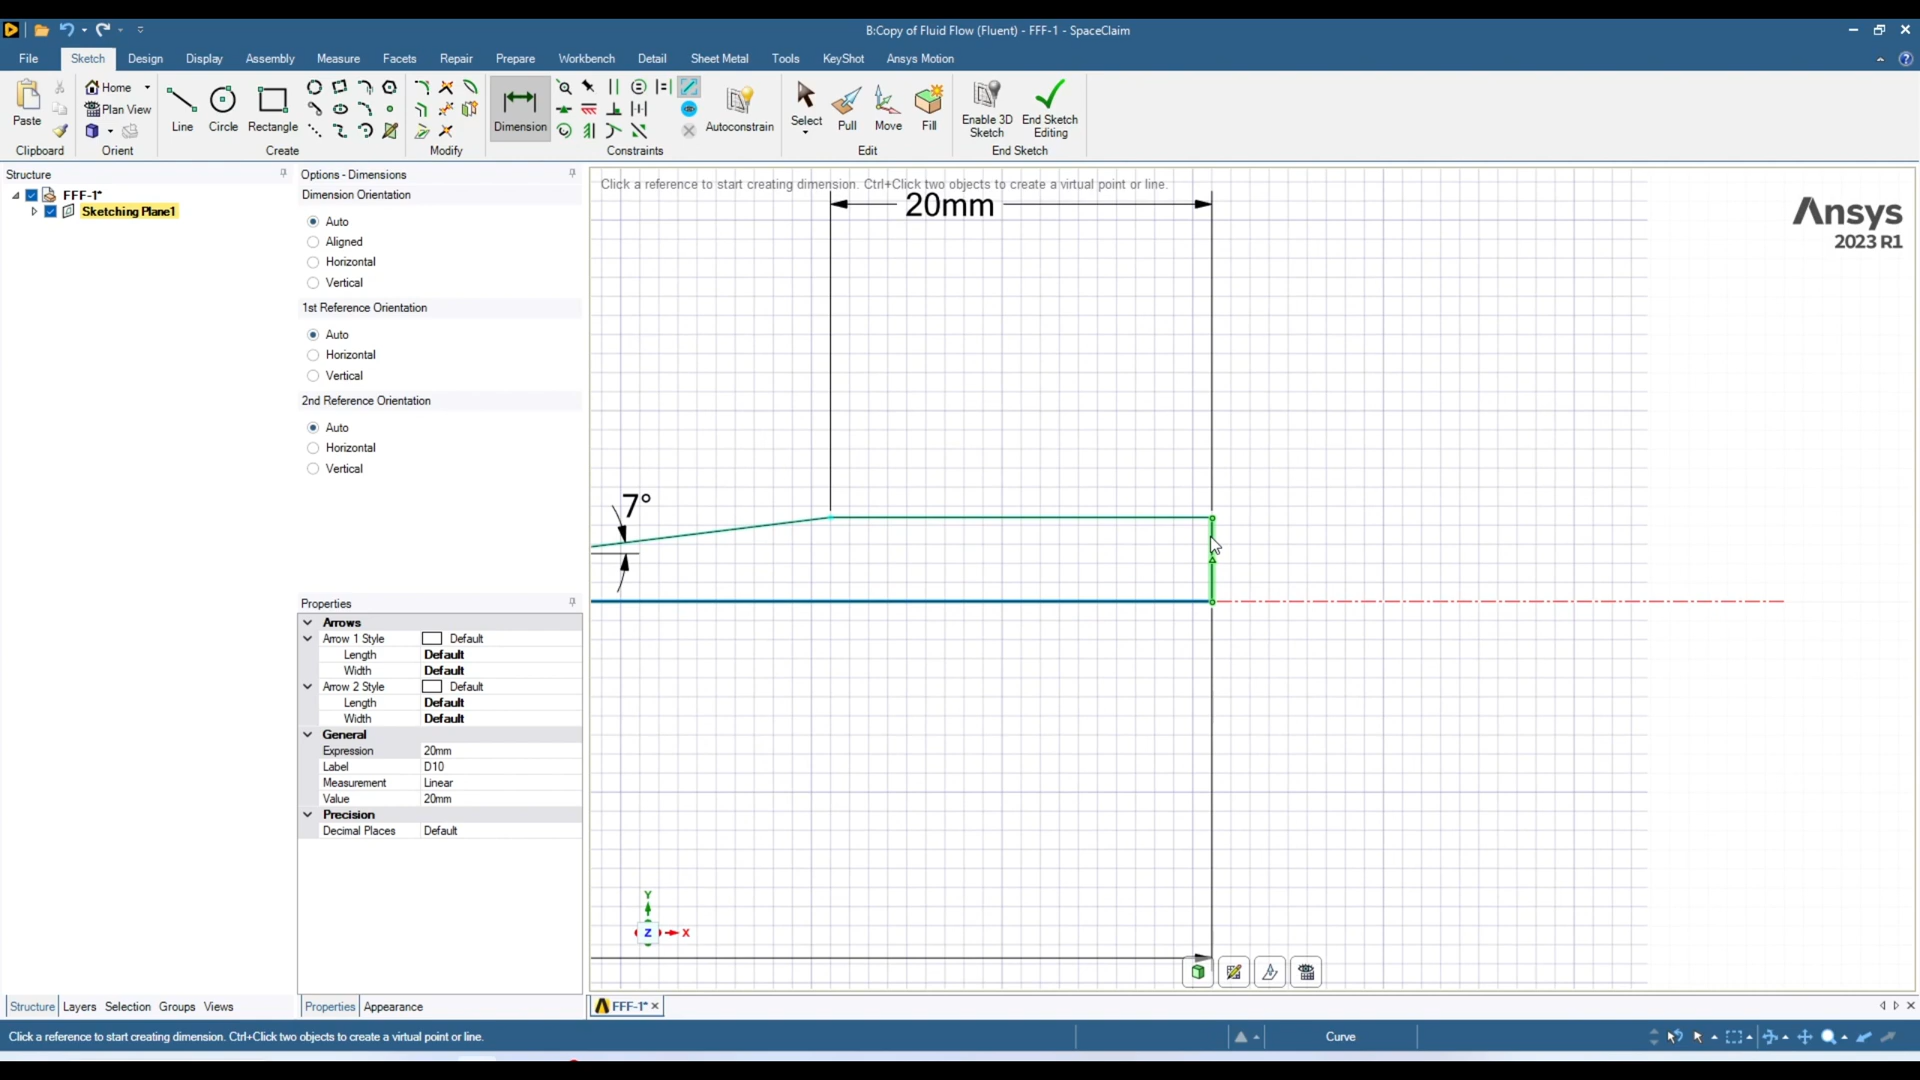 B:Copy of Fluid Flow (Fluent) - FFF-1 - SpaceClaim
File Sketch Design Display Assembly Measure Facets Repair Prepare Workbench Detail Sheet Metal Tools KeyShot Ansys Motion
Paste
Home
Plan View
Line
Circle
Rectangle
Dimension
Autoconstrain
Select
Pull
Move
Fill
Enable 3D Sketch
End Sketch Editing
Clipboard Orient Create Modify Constraints Edit End Sketch
Structure
FFF-1*
Sketching Plane1
Options - Dimensions
Dimension Orientation
Auto
Aligned
Horizontal
Vertical
1st Reference Orientation
Auto
Horizontal
Vertical
2nd Reference Orientation
Auto
Horizontal
Vertical
Properties
Arrows
Arrow 1 Style Default
Length Default
Width Default
Arrow 2 Style Default
Length Default
Width Default
General
Expression 20mm
Label D10
Measurement Linear
Value 20mm
Precision
Decimal Places Default
Click a reference to start creating dimension. Ctrl+Click two objects to create a virtual point or line.
20mm
7°
Ansys
2023 R1
Y
Z
X
Structure Layers Selection Groups Views
Properties Appearance
FFF-1*
Click a reference to start creating dimension. Ctrl+Click two objects to create a virtual point or line.
Curve